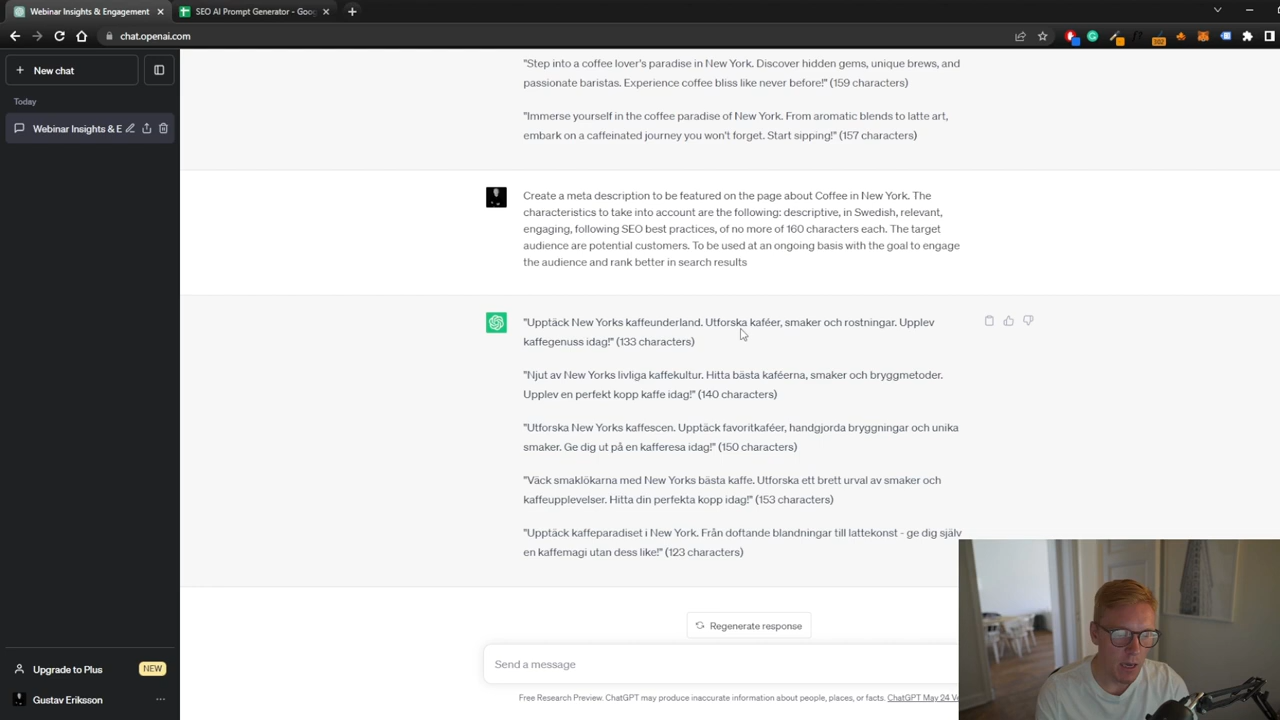 Webinar Insights & Engagement
SEO AI Prompt Generator - Goo
chat.openai.com
New chat
Today
Webinar Insights & E
"Step into a coffee lover's paradise in New York. Discover hidden gems, unique brews, and
passionate baristas. Experience coffee bliss like never before!" (159 characters)
"Immerse yourself in the coffee paradise of New York. From aromatic blends to latte art,
embark on a caffeinated journey you won't forget. Start sipping!" (157 characters)
Create a meta description to be featured on the page about Coffee in New York. The
characteristics to take into account are the following: descriptive, in Swedish, relevant,
engaging, following SEO best practices, of no more of 160 characters each. The target
audience are potential customers. To be used at an ongoing basis with the goal to engage
the audience and rank better in search results
"Upptäck New Yorks kaffeunderland. Utforska kaféer, smaker och rostningar. Upplev
kaffegenuss idag!" (133 characters)
"Njut av New Yorks livliga kaffekultur. Hitta bästa kaféerna, smaker och bryggmetoder.
Upplev en perfekt kopp kaffe idag!" (140 characters)
"Utforska New Yorks kaffescen. Upptäck favoritkaféer, handgjorda bryggningar och unika
smaker. Ge dig ut på en kafferesa idag!" (150 characters)
"Väck smaklökarna med New Yorks bästa kaffe. Utforska ett brett urval av smaker och
kaffeupplevelser. Hitta din perfekta kopp idag!" (153 characters)
"Upptäck kaffeparadiset i New York. Från doftande blandningar till lattekonst - ge dig själv
en kaffemagi utan dess like!" (123 characters)
Regenerate response
Send a message
Free Research Preview. ChatGPT may produce inaccurate information about people, places, or facts. ChatGPT May 24 Ve
Upgrade to Plus
NEW
Gustav Eriksson